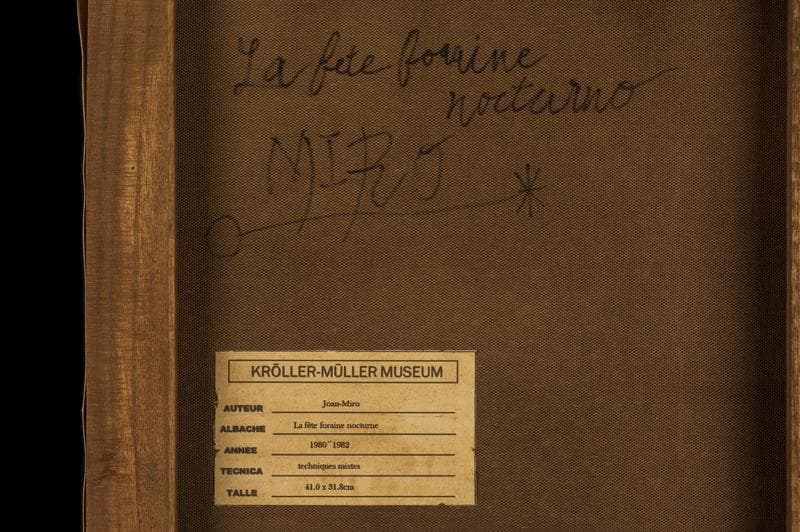 La fete foraine
nocturno
MIRO
KRÖLLER-MÜLLER MUSEUM
AUTEUR Joan-Miro
ALBACHE La fête foraine nocturne
ANNEE 1980~1982
TECNICA techniques mixtes
TALLE 41.0 x 31.8cm